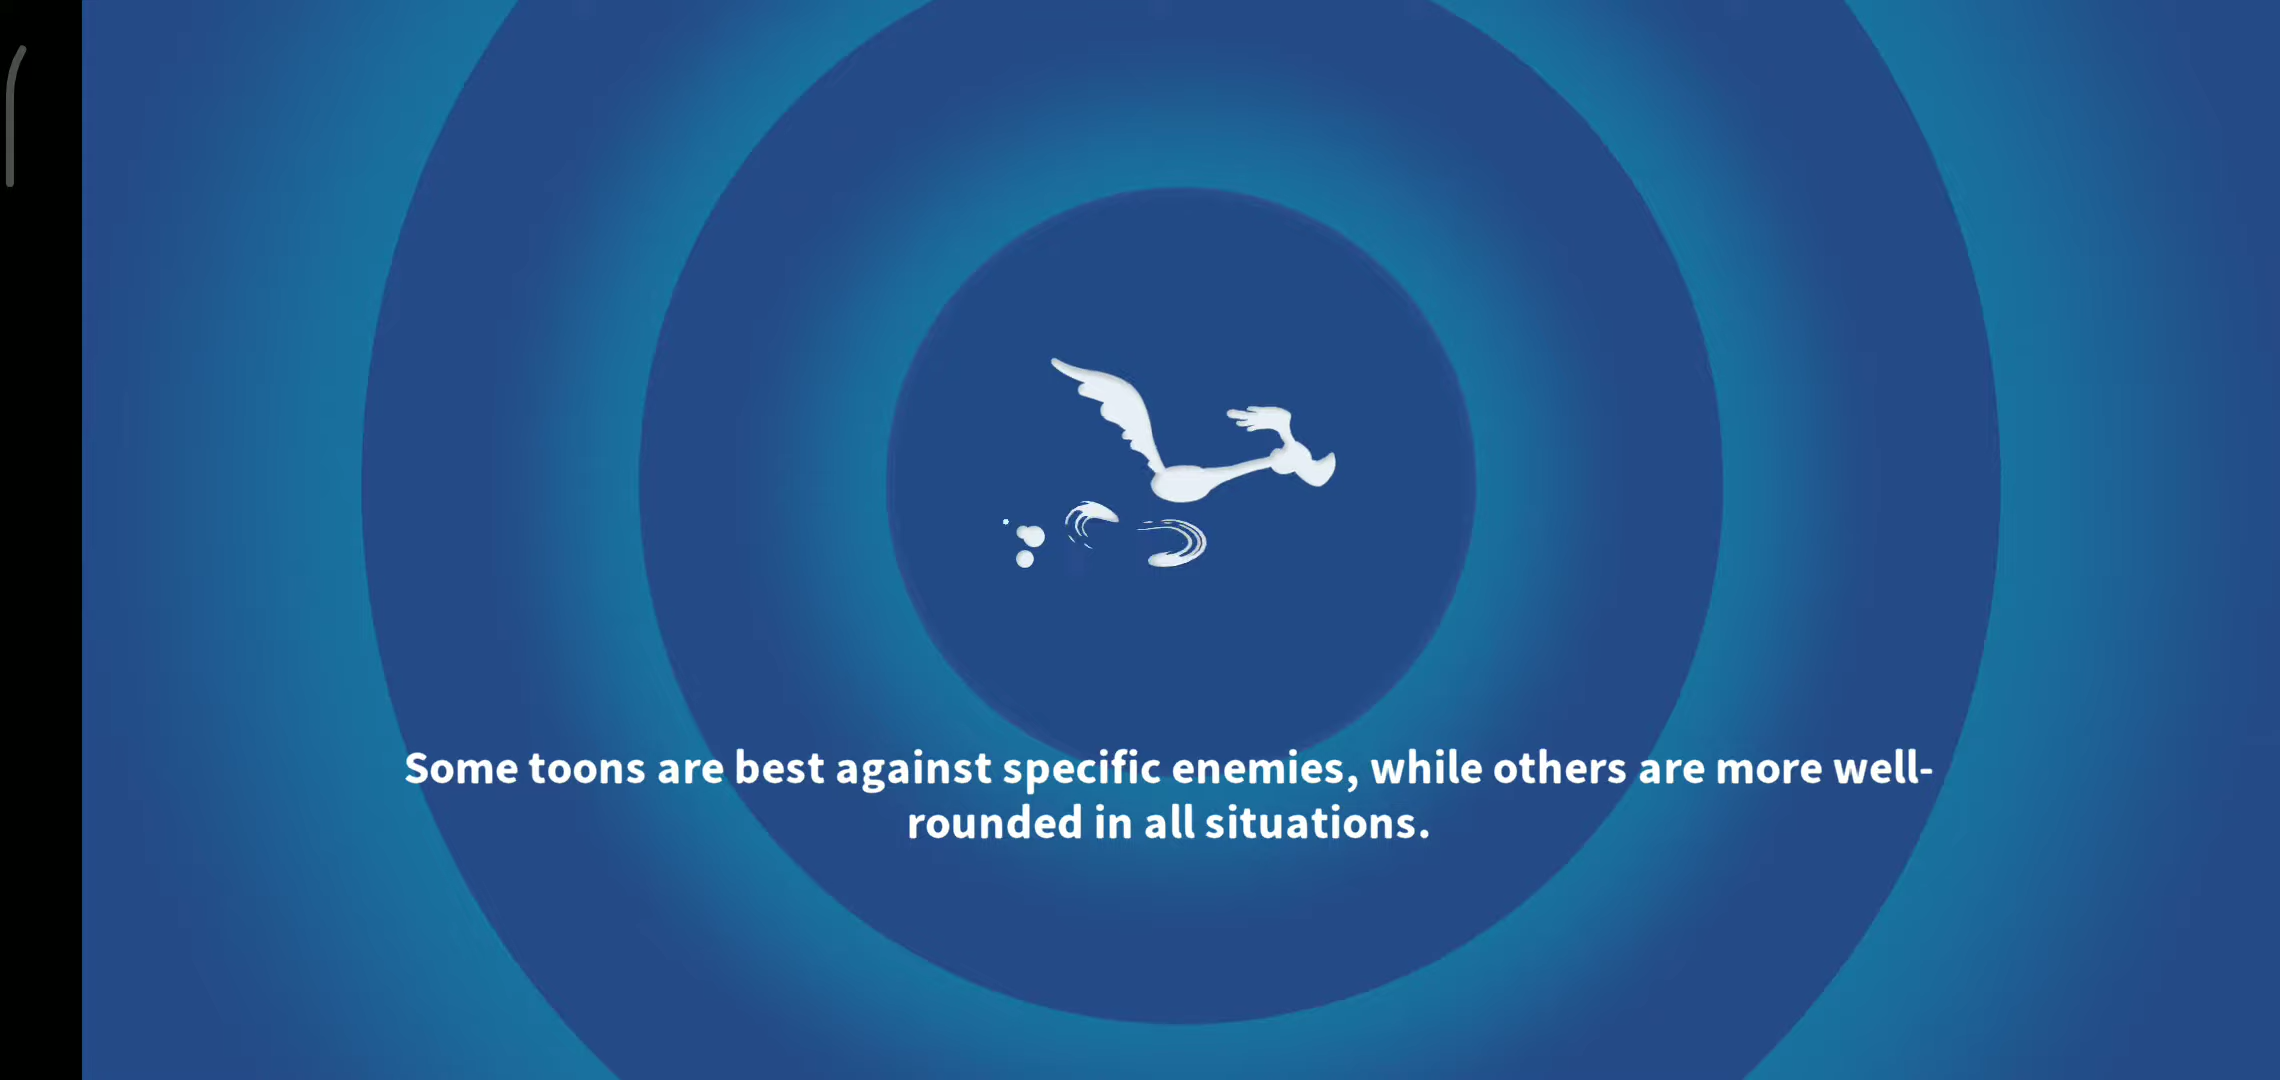 Some toons are best against specific enemies, while others are more well-
rounded in all situations.